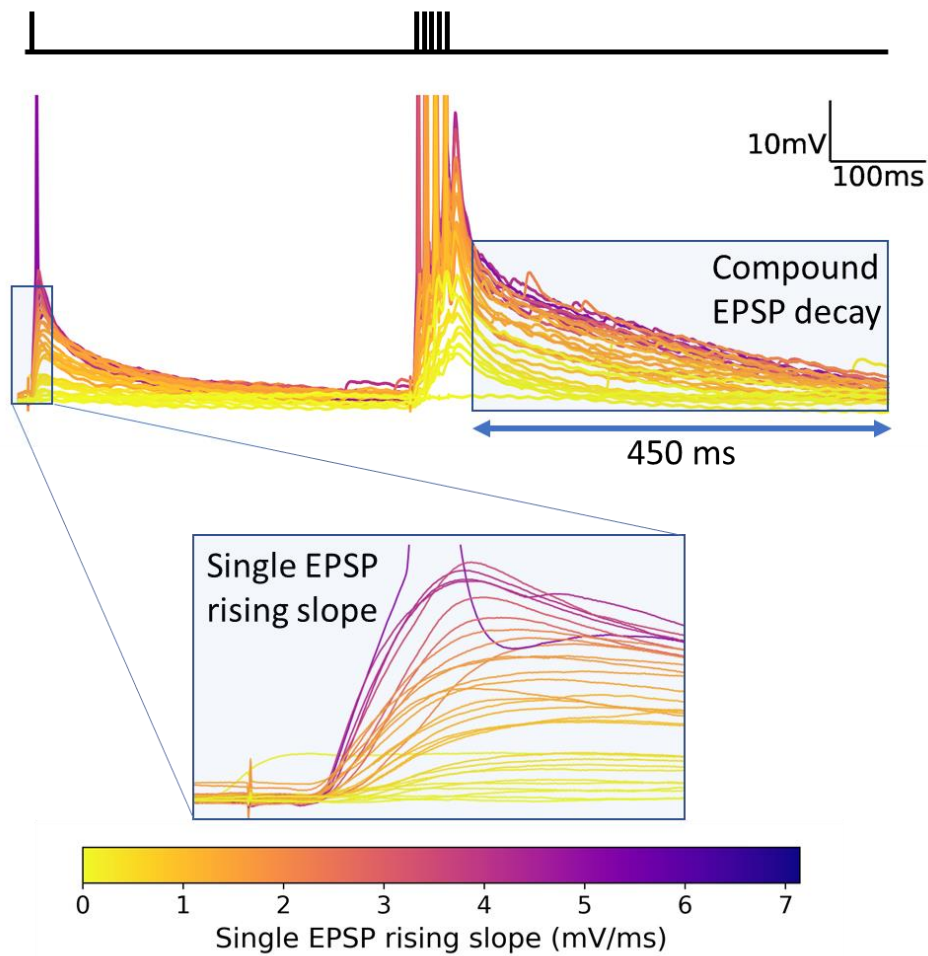 10mV
100ms
Compound
EPSP decay
450 ms
Single EPSP
rising slope
0 1 2 3 4 5 6 7
Single EPSP rising slope (mV/ms)